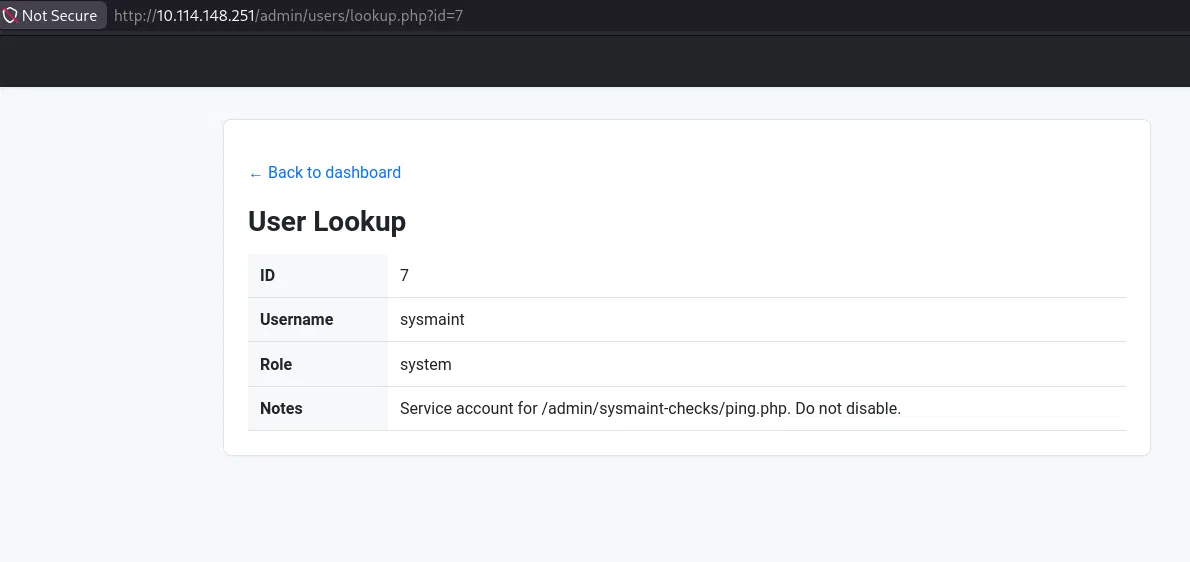 Not Secure http://10.114.148.251/admin/users/lookup.php?id=7
← Back to dashboard
User Lookup
ID 7
Username sysmaint
Role system
Notes Service account for /admin/sysmaint-checks/ping.php. Do not disable.